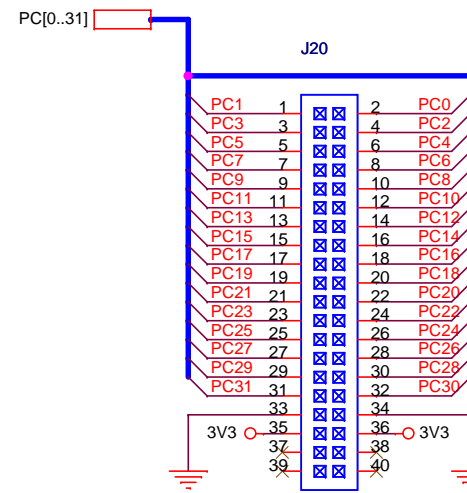 PC[0..31]
J20
PC1 1 2 PC0
PC3 3 4 PC2
PC5 5 6 PC4
PC7 7 8 PC6
PC9 9 10 PC8
PC11 11 12 PC10
PC13 13 14 PC12
PC15 15 16 PC14
PC17 17 18 PC16
PC19 19 20 PC18
PC21 21 22 PC20
PC23 23 24 PC22
PC25 25 26 PC24
PC27 27 28 PC26
PC29 29 30 PC28
PC31 31 32 PC30
33 34
3V3 35 36 3V3
37 38
39 40